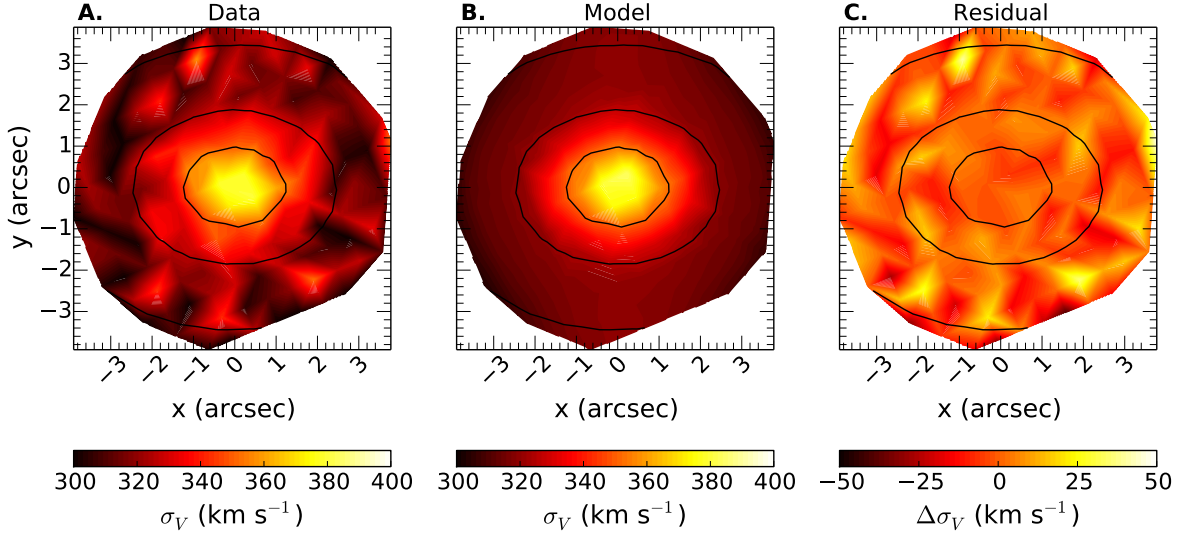 A. Data
B. Model
C. Residual
y (arcsec)
3
2
1
0
−1
−2
−3
−3 −2 −1 0 1 2 3
−3 −2 −1 0 1 2 3
−3 −2 −1 0 1 2 3
x (arcsec)
x (arcsec)
x (arcsec)
300 320 340 360 380 400
300 320 340 360 380 400
−50 −25 0 25 50
σ_V (km s⁻¹)
σ_V (km s⁻¹)
Δσ_V (km s⁻¹)